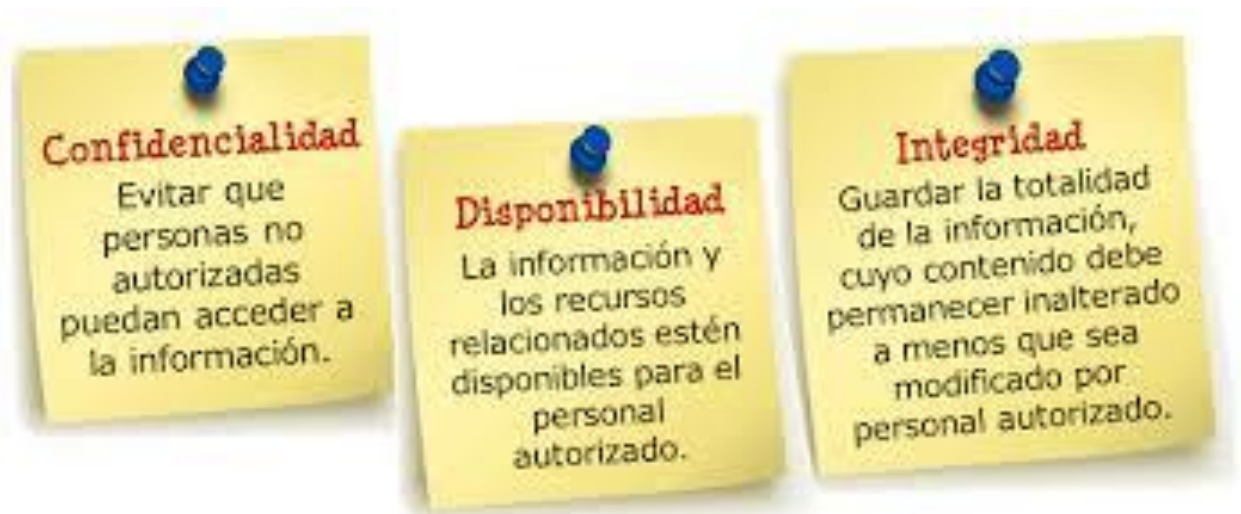 Confidencialidad
Evitar que
personas no
autorizadas
puedan acceder a
la información.
Disponibilidad
La información y
los recursos
relacionados estén
disponibles para el
personal
autorizado.
Integridad
Guardar la totalidad
de la información,
cuyo contenido debe
permanecer inalterado
a menos que sea
modificado por
personal autorizado.